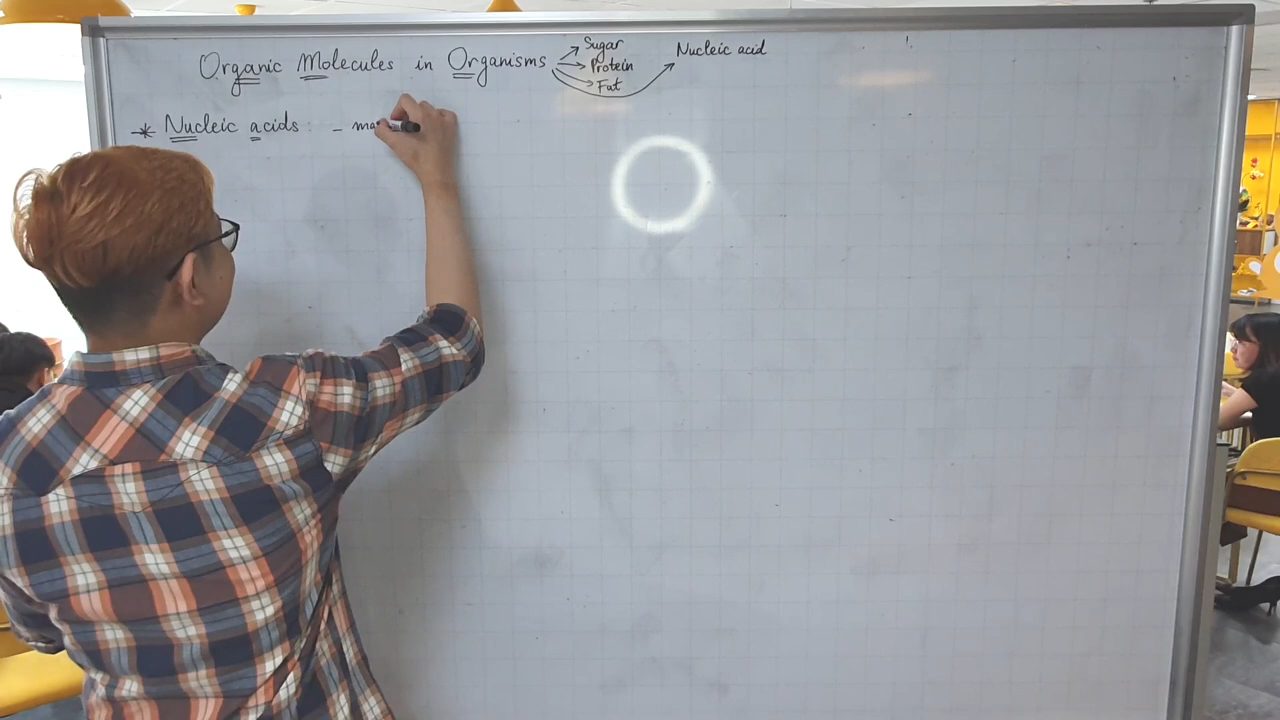 Organic Molecules in Organisms
Sugar
Protein
Fat
Nucleic acid
* Nucleic acids : -